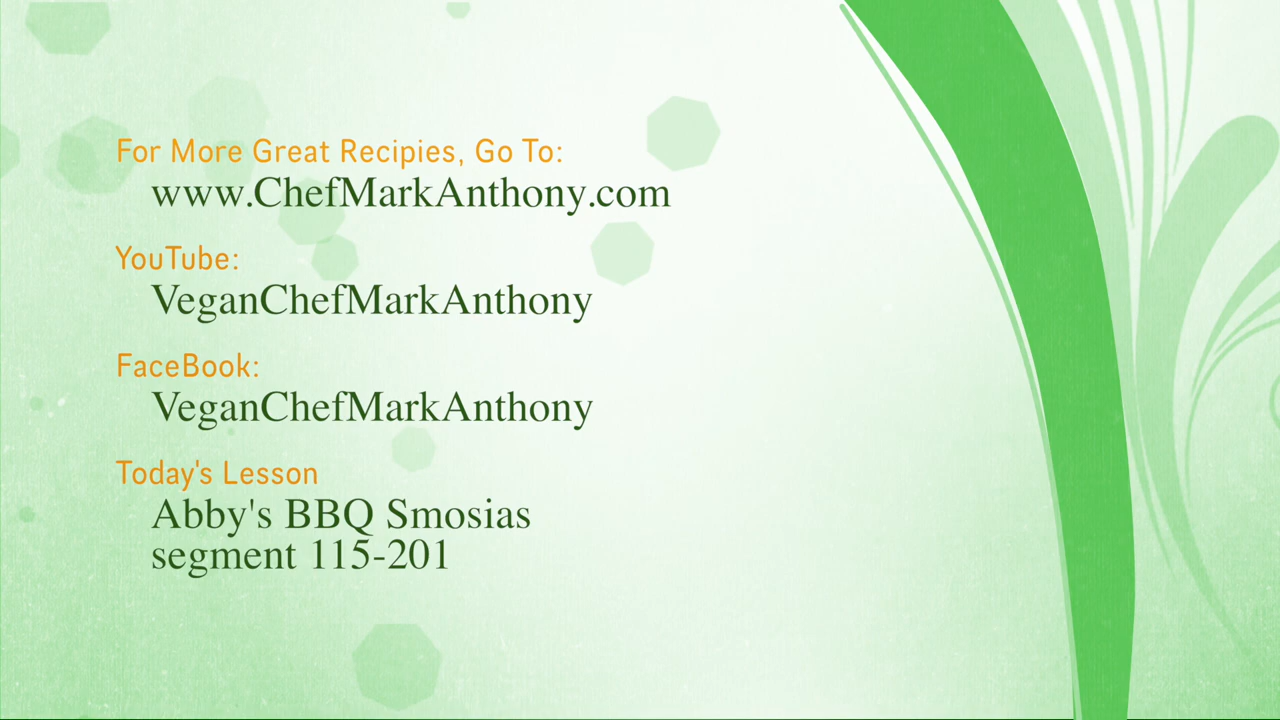 For More Great Recipies, Go To:
www.ChefMarkAnthony.com
YouTube:
VeganChefMarkAnthony
FaceBook:
VeganChefMarkAnthony
Today's Lesson
Abby's BBQ Smosias
segment 115-201